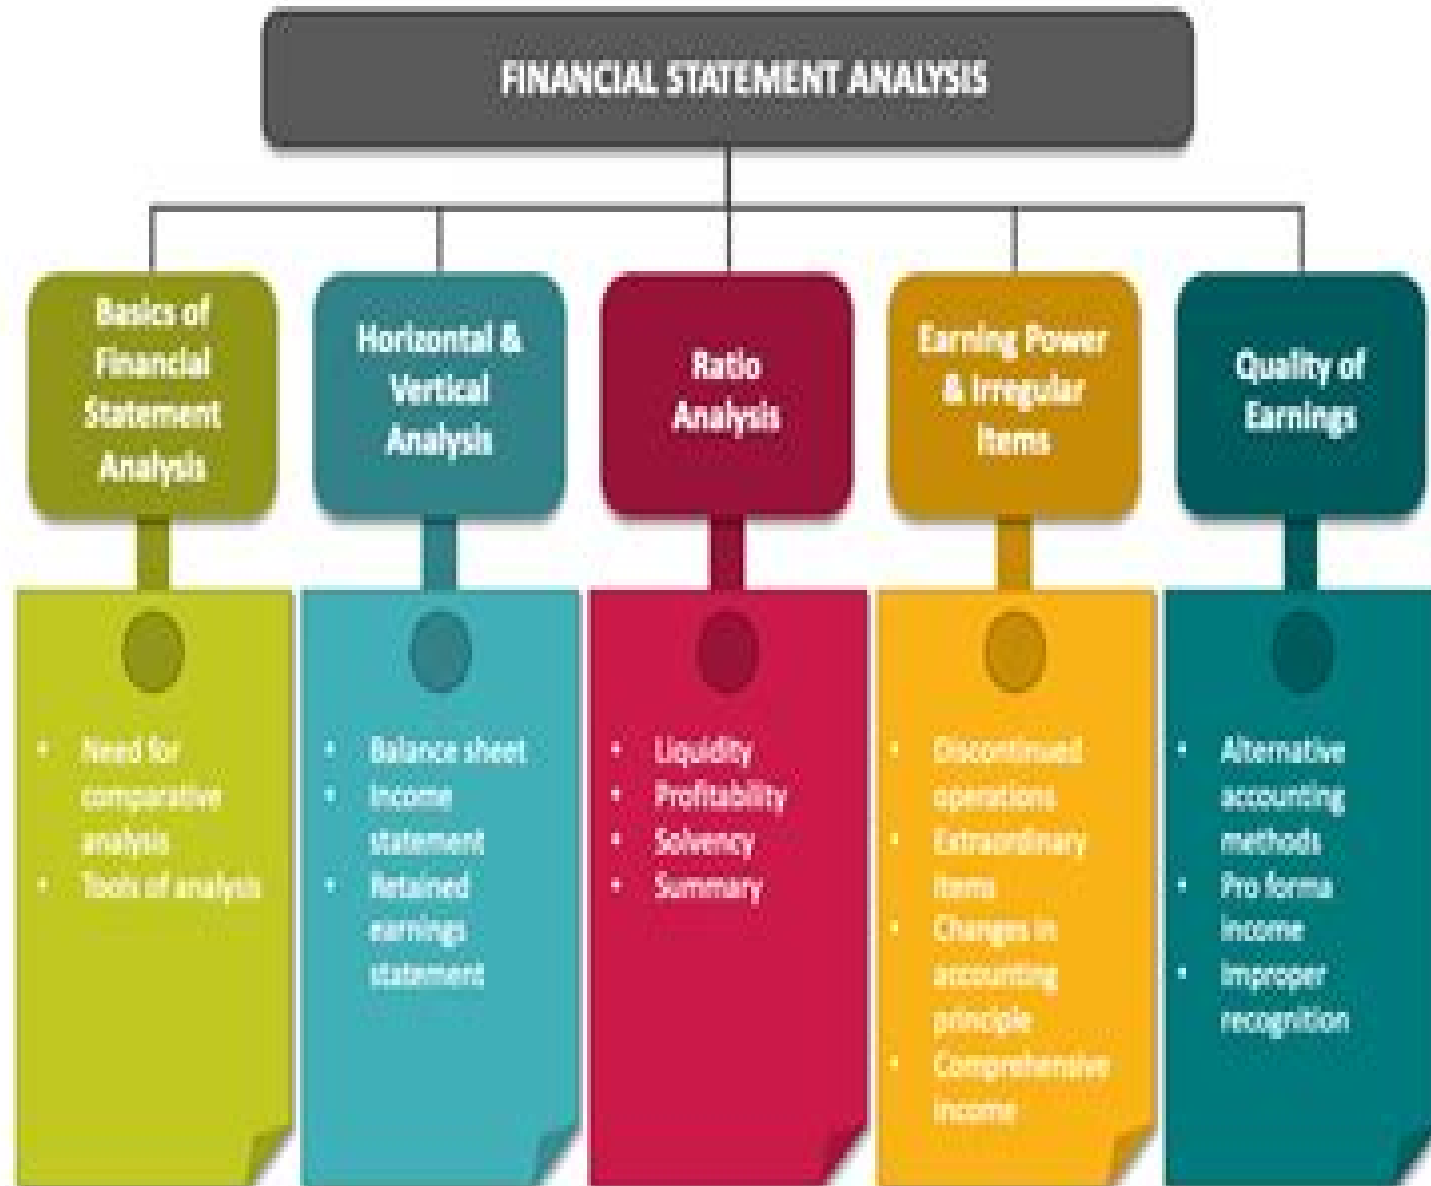 FINANCIAL STATEMENT ANALYSIS
Basics of
Financial
Statement
Analysis
Horizontal &
Vertical
Analysis
Ratio
Analysis
Earning Power
& Irregular
Items
Quality of
Earnings
Need for
comparative
analysis
Tools of analysis
Balance sheet
Income
statement
Retained
earnings
statement
Liquidity
Profitability
Solvency
Summary
Discontinued
operations
Extraordinary
items
Changes in
accounting
principle
Comprehensive
income
Alternative
accounting
methods
Pro forma
income
Improper
recognition